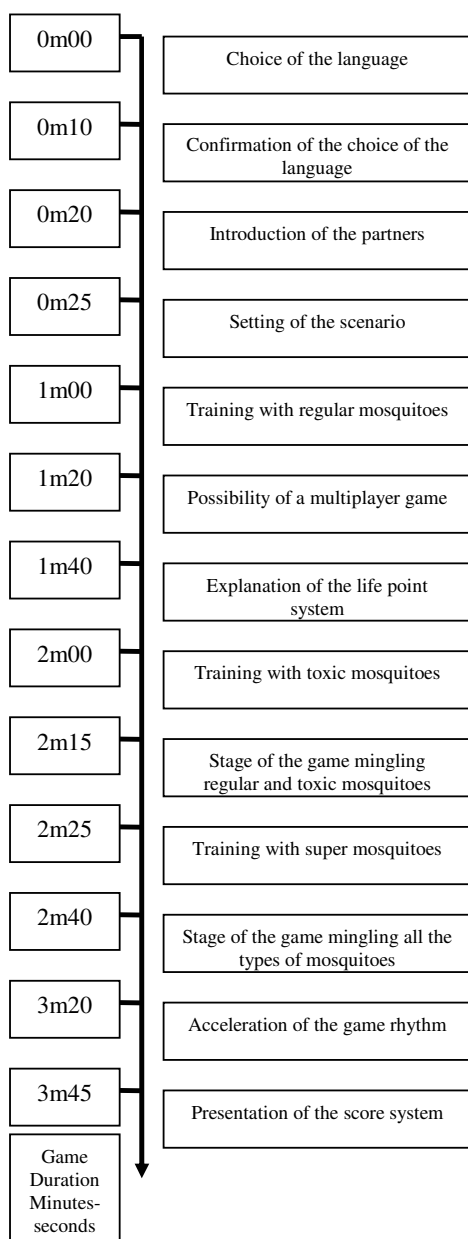 0m00
Choice of the language
0m10
Confirmation of the choice of the
language
0m20
Introduction of the partners
0m25
Setting of the scenario
1m00
Training with regular mosquitoes
1m20
Possibility of a multiplayer game
1m40
Explanation of the life point
system
2m00
Training with toxic mosquitoes
2m15
Stage of the game mingling
regular and toxic mosquitoes
2m25
Training with super mosquitoes
2m40
Stage of the game mingling all the
types of mosquitoes
3m20
Acceleration of the game rhythm
3m45
Presentation of the score system
Game
Duration
Minutes-
seconds